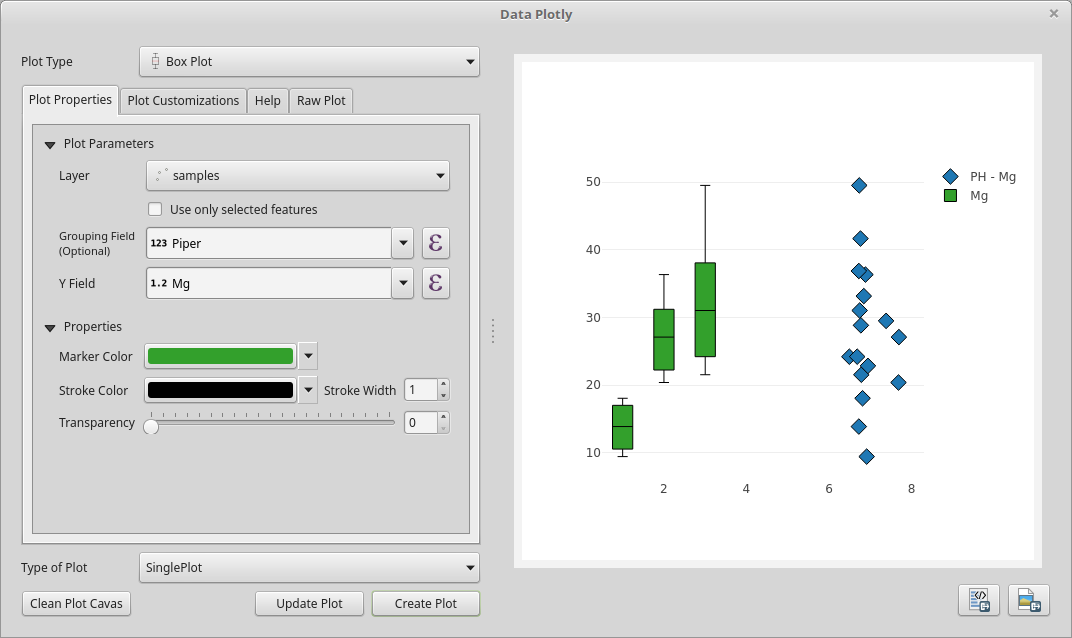 Data Plotly
Plot Type
Box Plot
Plot Properties
Plot Customizations
Help
Raw Plot
Plot Parameters
Layer
samples
Use only selected features
Grouping Field
(Optional)
123 Piper
ε
Y Field
1.2 Mg
ε
Properties
Marker Color
Stroke Color
Stroke Width
1
Transparency
0
Type of Plot
SinglePlot
Clean Plot Cavas
Update Plot
Create Plot
50
40
30
20
10
2
4
6
8
PH - Mg
Mg